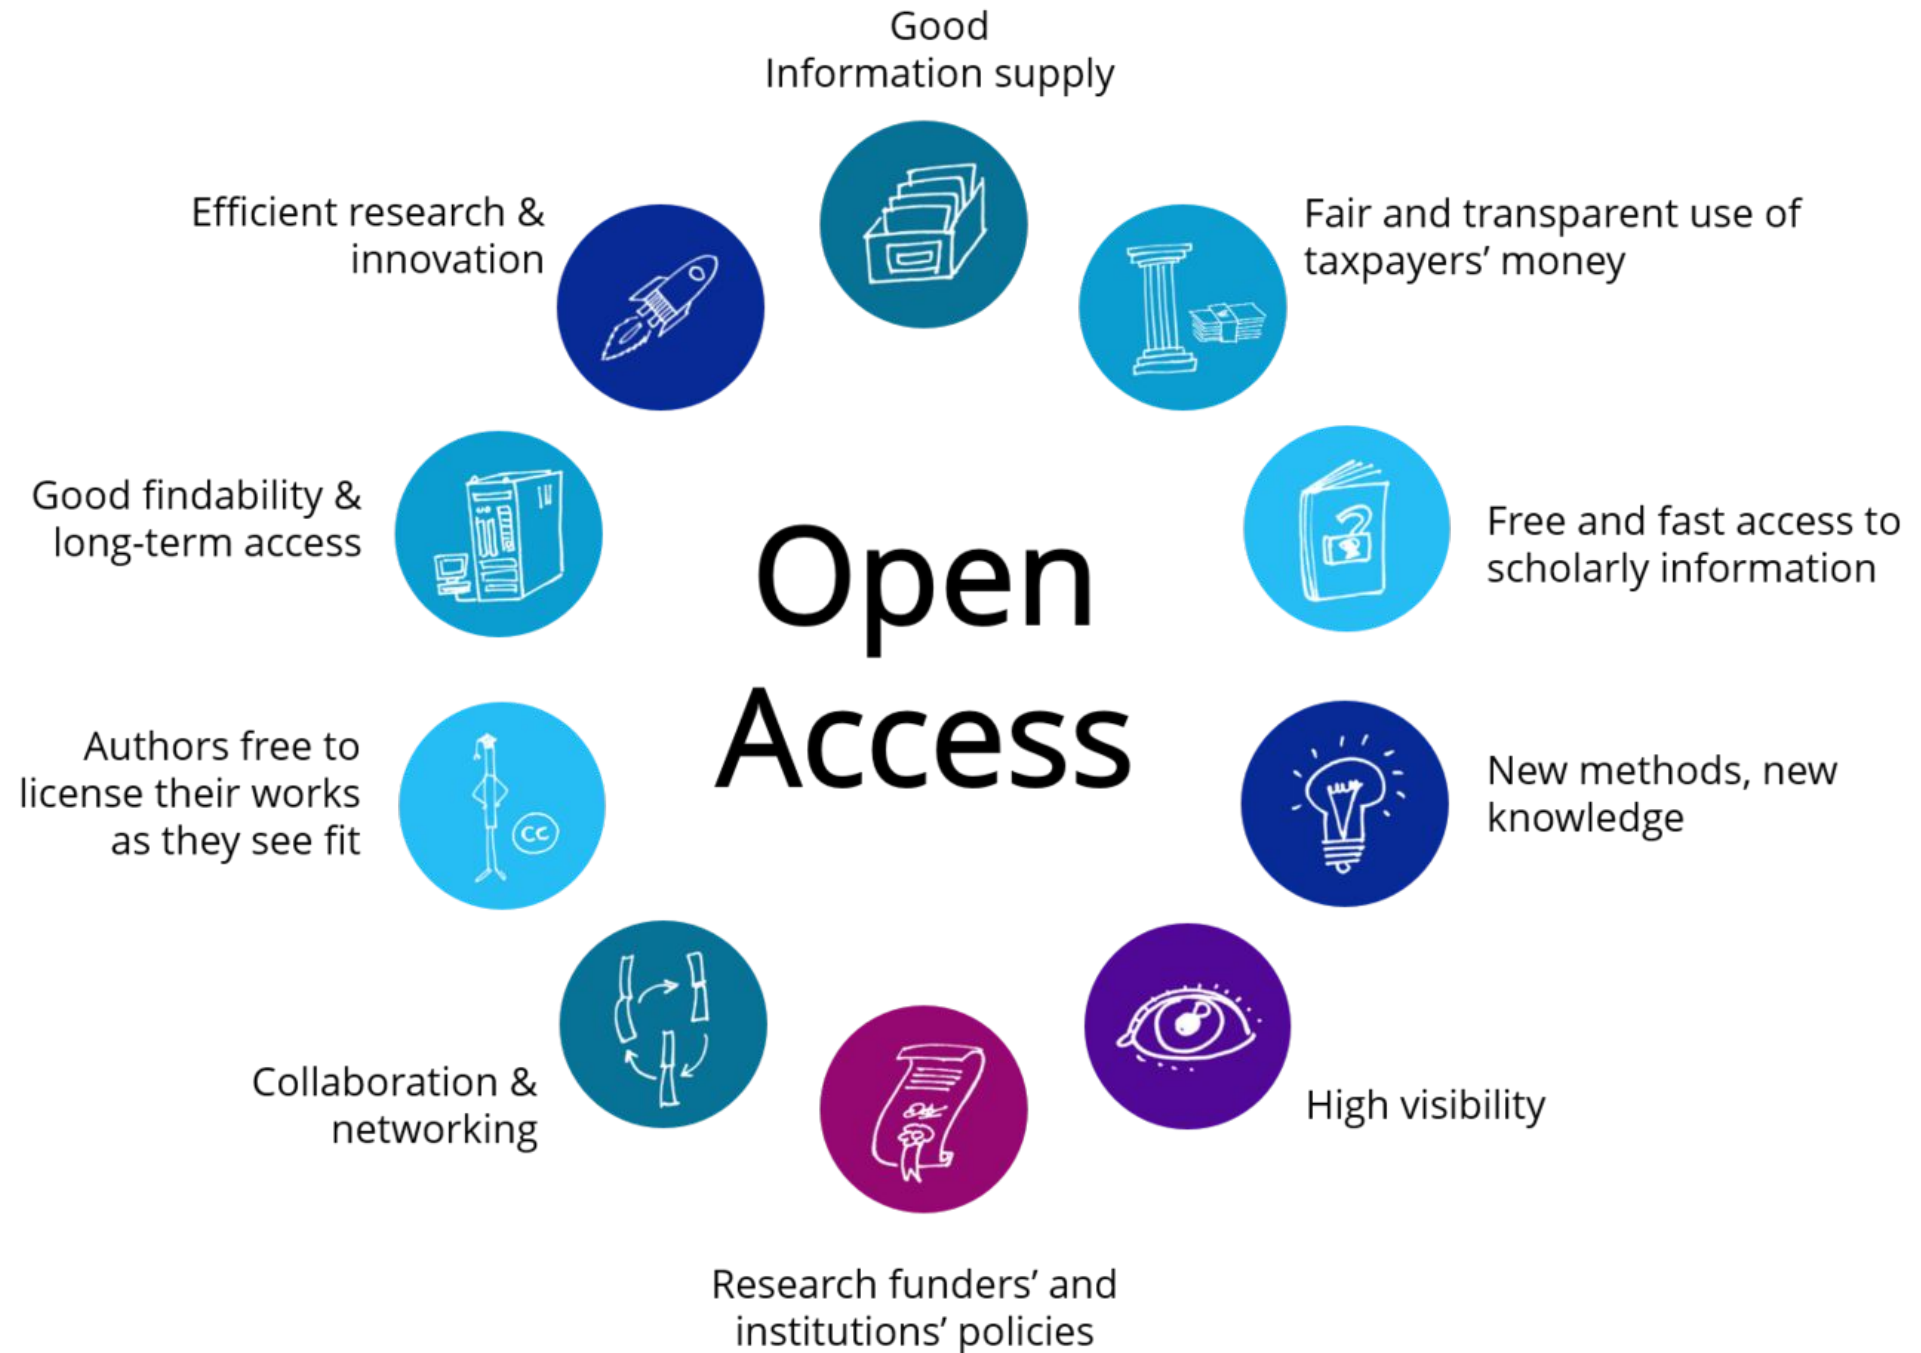 Good
Information supply
Efficient research &
innovation
Fair and transparent use of
taxpayers’ money
Good findability &
long-term access
Free and fast access to
scholarly information
Open
Access
Authors free to
license their works
as they see fit
cc
New methods, new
knowledge
Collaboration &
networking
High visibility
Research funders’ and
institutions’ policies